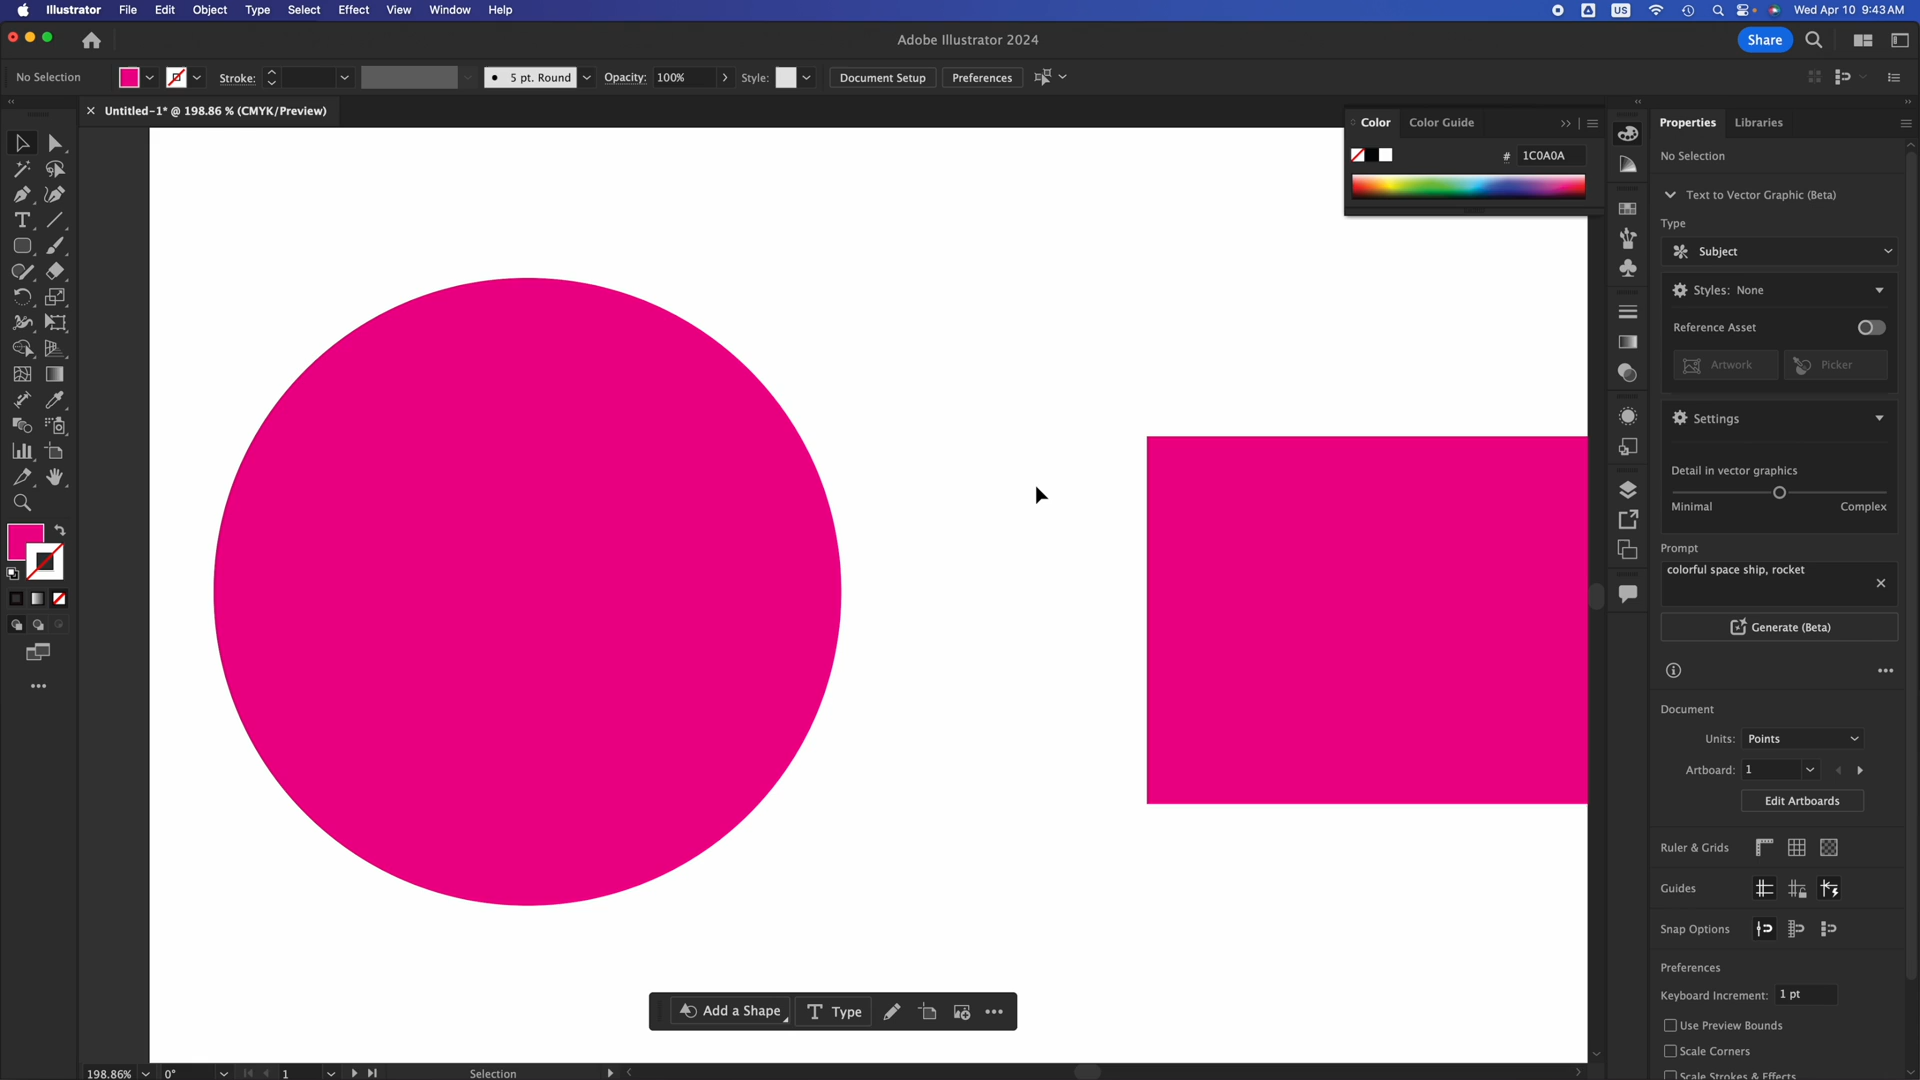 Illustrator File Edit Object Type Select Effect View Window Help
US Wed Apr 10 9:43 AM
Adobe Illustrator 2024
Share
No Selection
Stroke:
5 pt. Round
Opacity: 100%
Style:
Document Setup
Preferences
Untitled-1* @ 198.86 % (CMYK/Preview)
Color
Color Guide
# 1C0A0A
Properties
Libraries
No Selection
Text to Vector Graphic (Beta)
Type
Subject
Styles: None
Reference Asset
Artwork
Picker
Settings
Detail in vector graphics
Minimal
Complex
Prompt
colorful space ship, rocket
Generate (Beta)
Document
Units: Points
Artboard: 1
Edit Artboards
Ruler & Grids
Guides
Snap Options
Preferences
Keyboard Increment: 1 pt
Use Preview Bounds
Scale Corners
Scale Strokes & Effects
Add a Shape
T Type
198.86%
0°
1
Selection